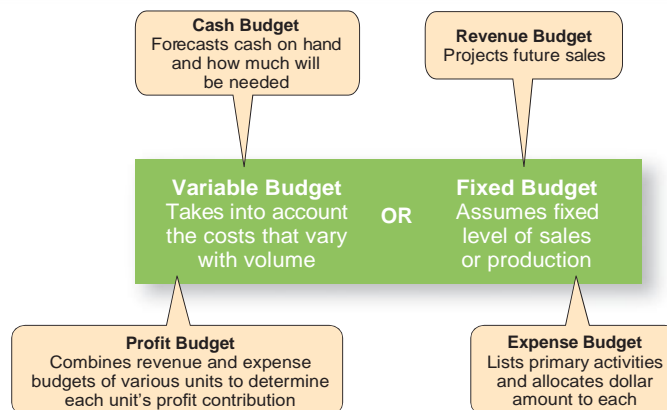 Cash Budget
Forecasts cash on hand
and how much will
be needed
Revenue Budget
Projects future sales
Variable Budget
Takes into account
the costs that vary
with volume
OR
Fixed Budget
Assumes fixed
level of sales
or production
Profit Budget
Combines revenue and expense
budgets of various units to determine
each unit's profit contribution
Expense Budget
Lists primary activities
and allocates dollar
amount to each